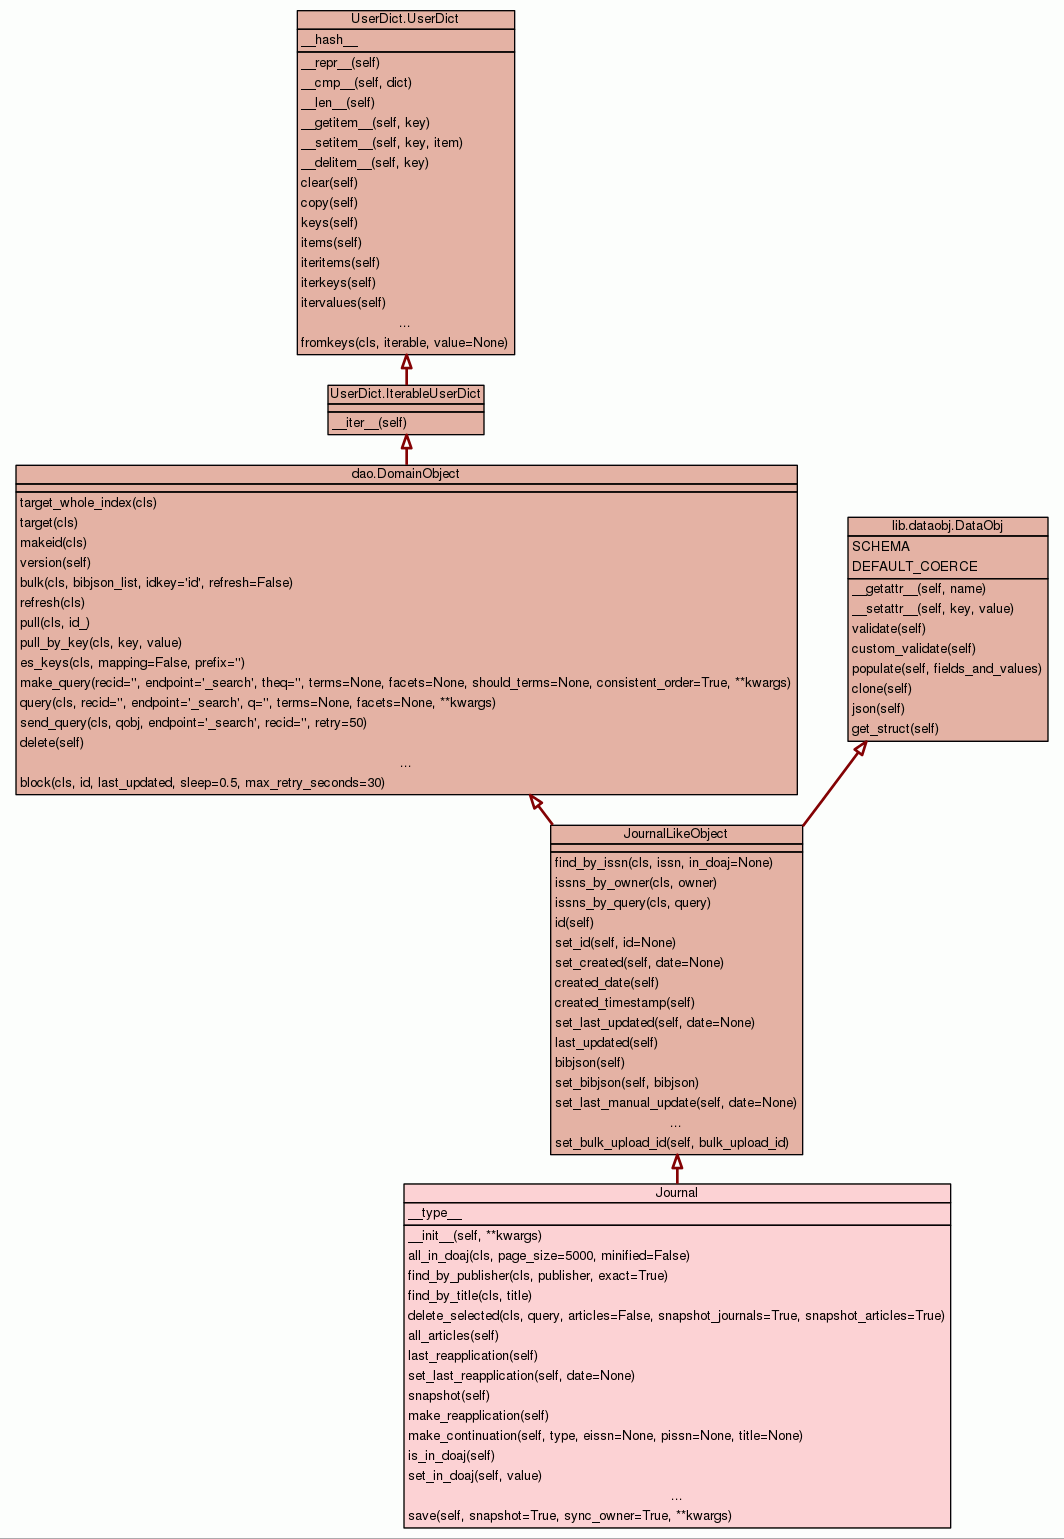 UserDict.UserDict
__hash__
__repr__(self)
__cmp__(self, dict)
__len__(self)
__getitem__(self, key)
__setitem__(self, key, item)
__delitem__(self, key)
clear(self)
copy(self)
keys(self)
items(self)
iteritems(self)
iterkeys(self)
itervalues(self)
...
fromkeys(cls, iterable, value=None)
UserDict.IterableUserDict
__iter__(self)
dao.DomainObject
target_whole_index(cls)
target(cls)
makeid(cls)
version(self)
bulk(cls, bibjson_list, idkey='id', refresh=False)
refresh(cls)
pull(cls, id_)
pull_by_key(cls, key, value)
es_keys(cls, mapping=False, prefix='')
make_query(recid='', endpoint='_search', theq='', terms=None, facets=None, should_terms=None, consistent_order=True, **kwargs)
query(cls, recid='', endpoint='_search', q='', terms=None, facets=None, **kwargs)
send_query(cls, qobj, endpoint='_search', recid='', retry=50)
delete(self)
...
block(cls, id, last_updated, sleep=0.5, max_retry_seconds=30)
lib.dataobj.DataObj
SCHEMA
DEFAULT_COERCE
__getattr__(self, name)
__setattr__(self, key, value)
validate(self)
custom_validate(self)
populate(self, fields_and_values)
clone(self)
json(self)
get_struct(self)
JournalLikeObject
find_by_issn(cls, issn, in_doaj=None)
issns_by_owner(cls, owner)
issns_by_query(cls, query)
id(self)
set_id(self, id=None)
set_created(self, date=None)
created_date(self)
created_timestamp(self)
set_last_updated(self, date=None)
last_updated(self)
bibjson(self)
set_bibjson(self, bibjson)
set_last_manual_update(self, date=None)
...
set_bulk_upload_id(self, bulk_upload_id)
Journal
__type__
__init__(self, **kwargs)
all_in_doaj(cls, page_size=5000, minified=False)
find_by_publisher(cls, publisher, exact=True)
find_by_title(cls, title)
delete_selected(cls, query, articles=False, snapshot_journals=True, snapshot_articles=True)
all_articles(self)
last_reapplication(self)
set_last_reapplication(self, date=None)
snapshot(self)
make_reapplication(self)
make_continuation(self, type, eissn=None, pissn=None, title=None)
is_in_doaj(self)
set_in_doaj(self, value)
...
save(self, snapshot=True, sync_owner=True, **kwargs)